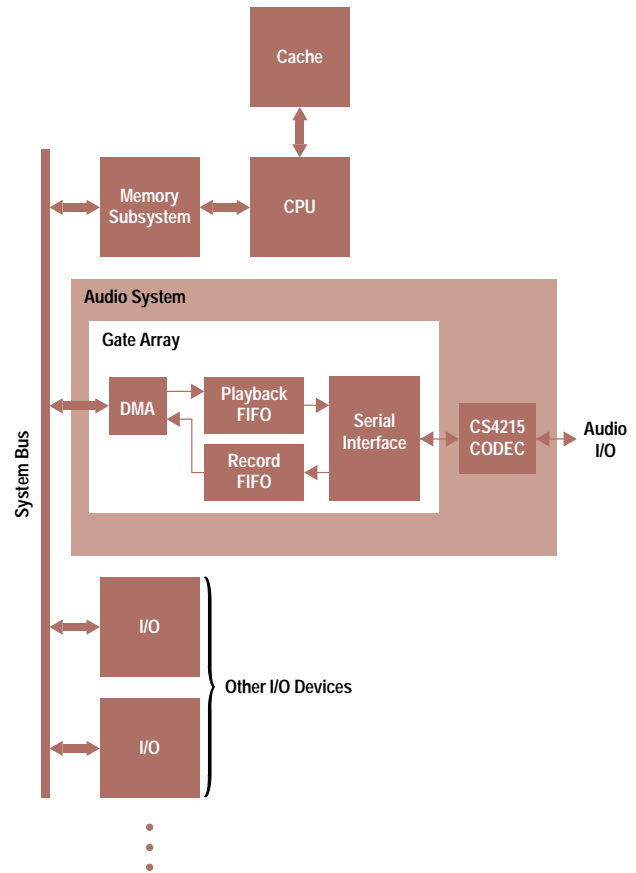 Cache
Memory
Subsystem
CPU
Audio System
Gate Array
DMA
Playback
FIFO
Record
FIFO
Serial
Interface
CS4215
CODEC
Audio
I/O
System Bus
I/O
Other I/O Devices
I/O